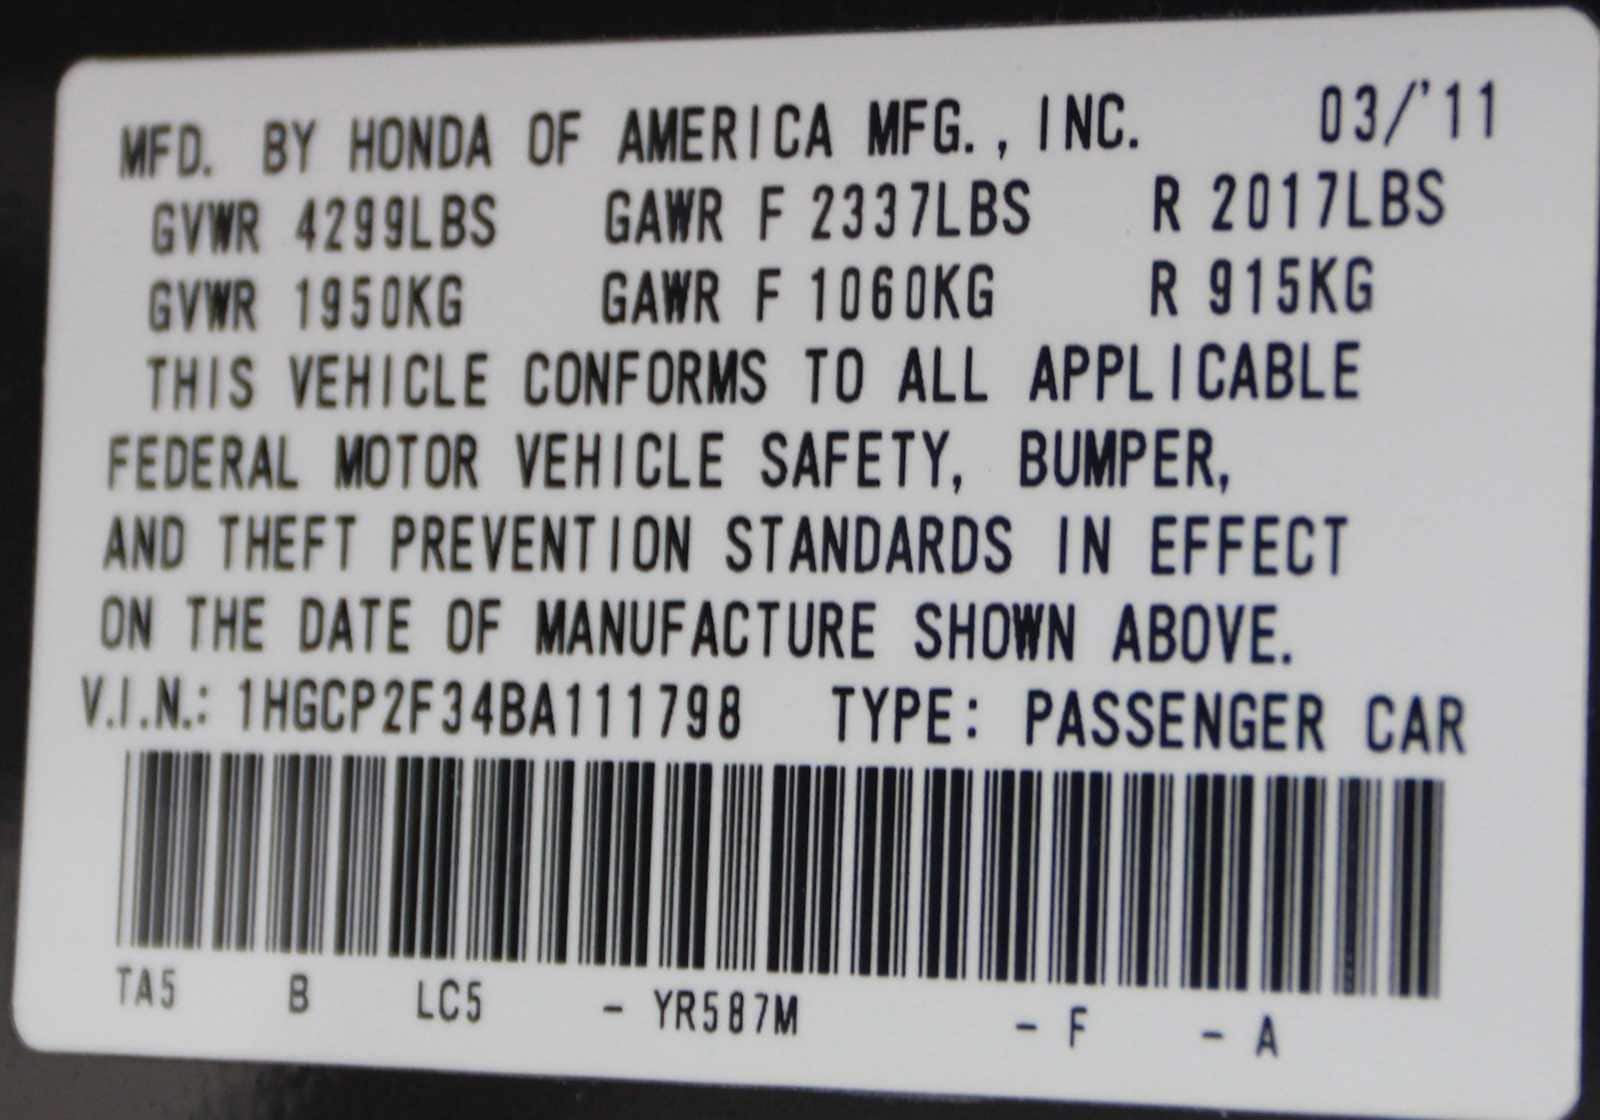 MFD. BY HONDA OF AMERICA MFG., INC. 03/'11
GVWR 4299LBS GAWR F 2337LBS R 2017LBS
GVWR 1950KG GAWR F 1060KG R 915KG
THIS VEHICLE CONFORMS TO ALL APPLICABLE
FEDERAL MOTOR VEHICLE SAFETY, BUMPER,
AND THEFT PREVENTION STANDARDS IN EFFECT
ON THE DATE OF MANUFACTURE SHOWN ABOVE.
V.I.N.: 1HGCP2F34BA111798 TYPE: PASSENGER CAR
TA5 B LC5 - YR587M - F - A